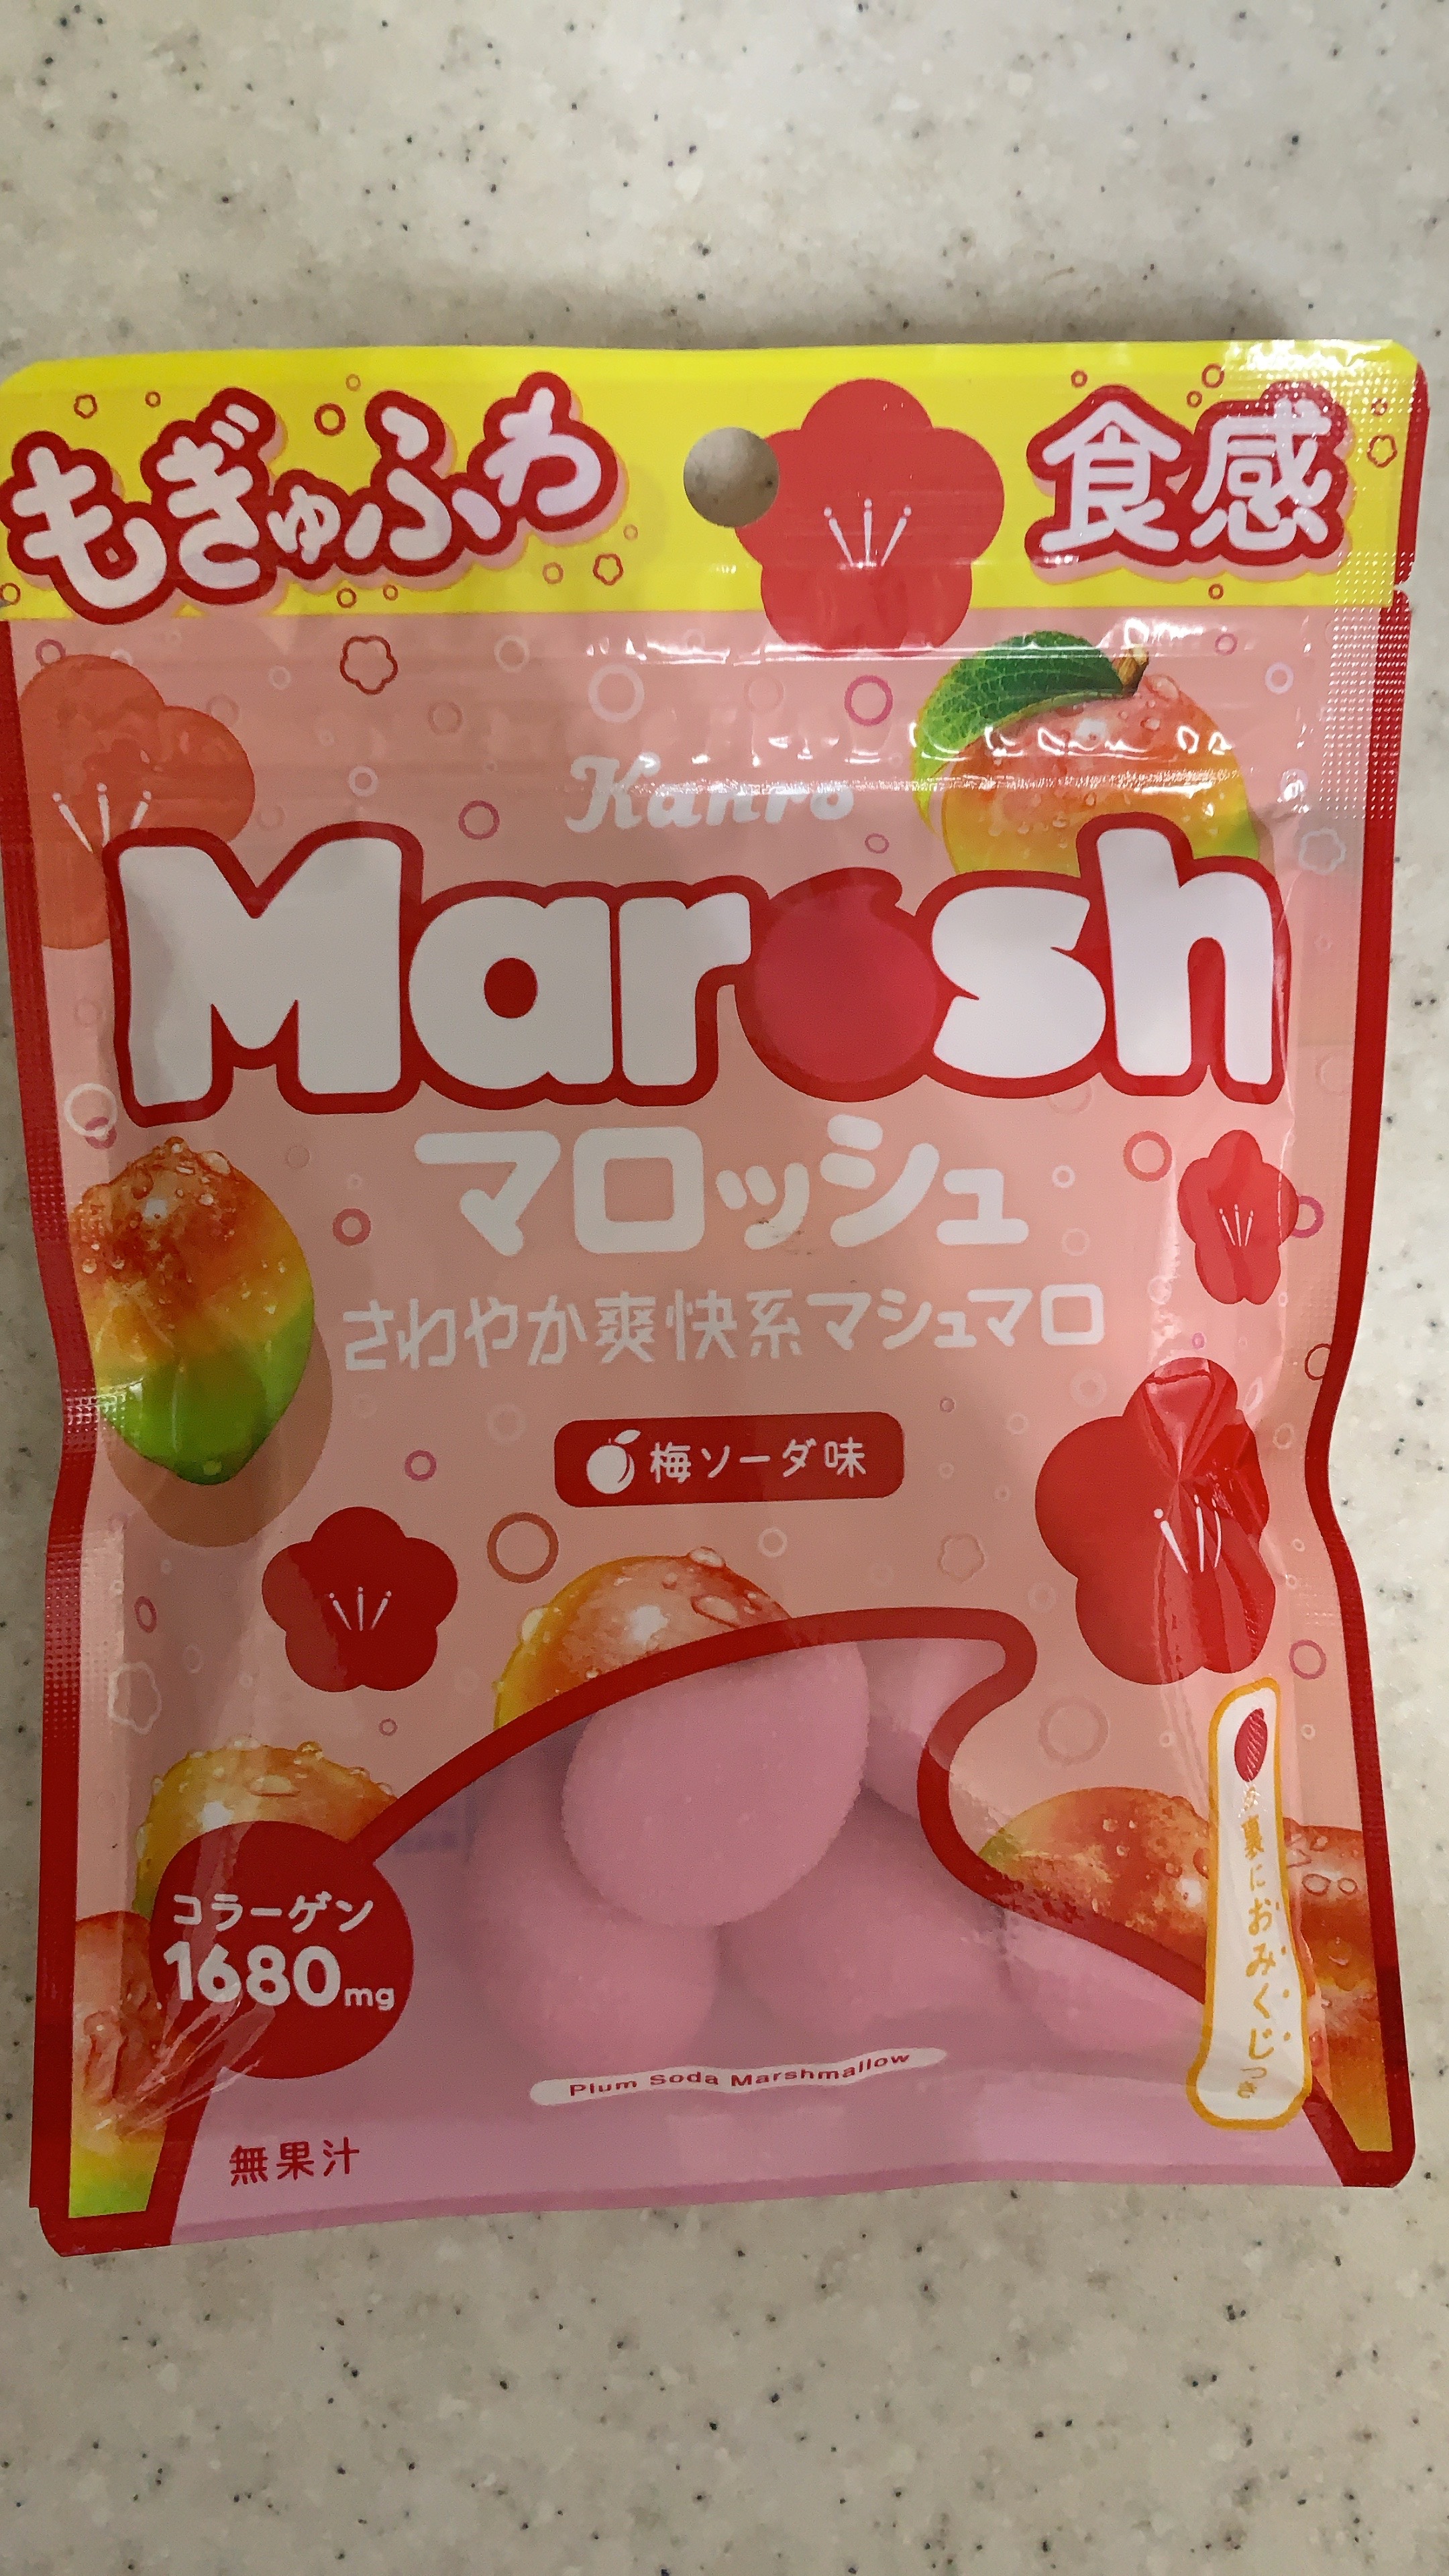 もぎゅふわ 食感
Kanro
Marosh
マロッシュ
さわやか爽快系マシュマロ
梅ソーダ味
コラーゲン
1680mg
裏におみくじつき
Plum Soda Marshmallow
無果汁